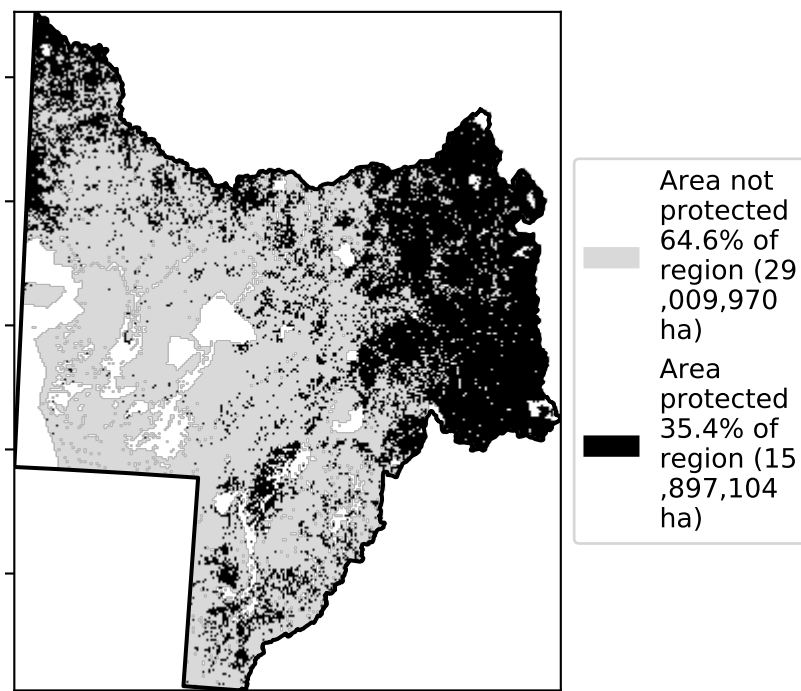 Area not
protected
64.6% of
region (29
,009,970
ha)
Area
protected
35.4% of
region (15
,897,104
ha)